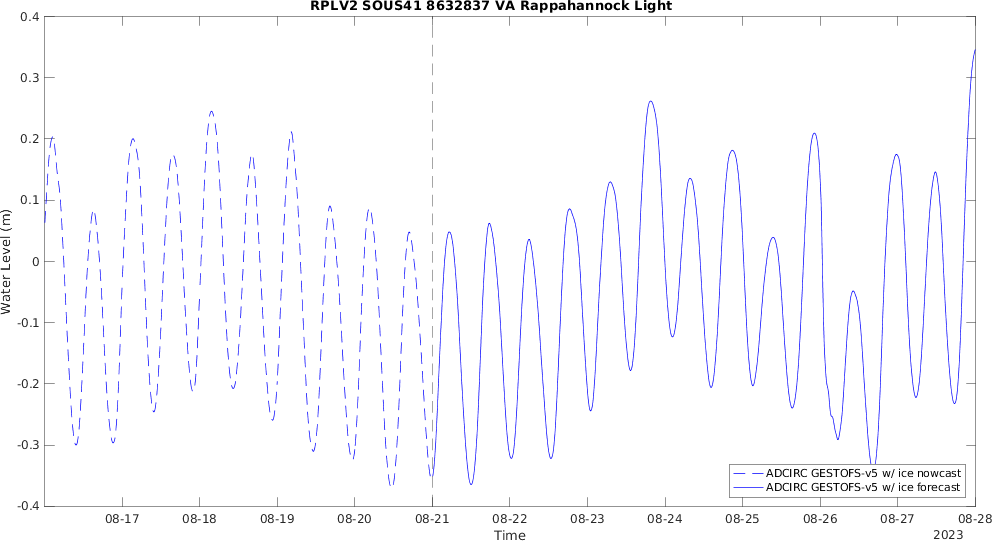 RPLV2 SOUS41 8632837 VA Rappahannock Light
0.4
0.3
0.2
0.1
0
-0.1
-0.2
-0.3
-0.4
Water Level (m)
ADCIRC GESTOFS-v5 w/ ice nowcast
ADCIRC GESTOFS-v5 w/ ice forecast
08-17 08-18 08-19 08-20 08-21 08-22 08-23 08-24 08-25 08-26 08-27 08-28
Time
2023